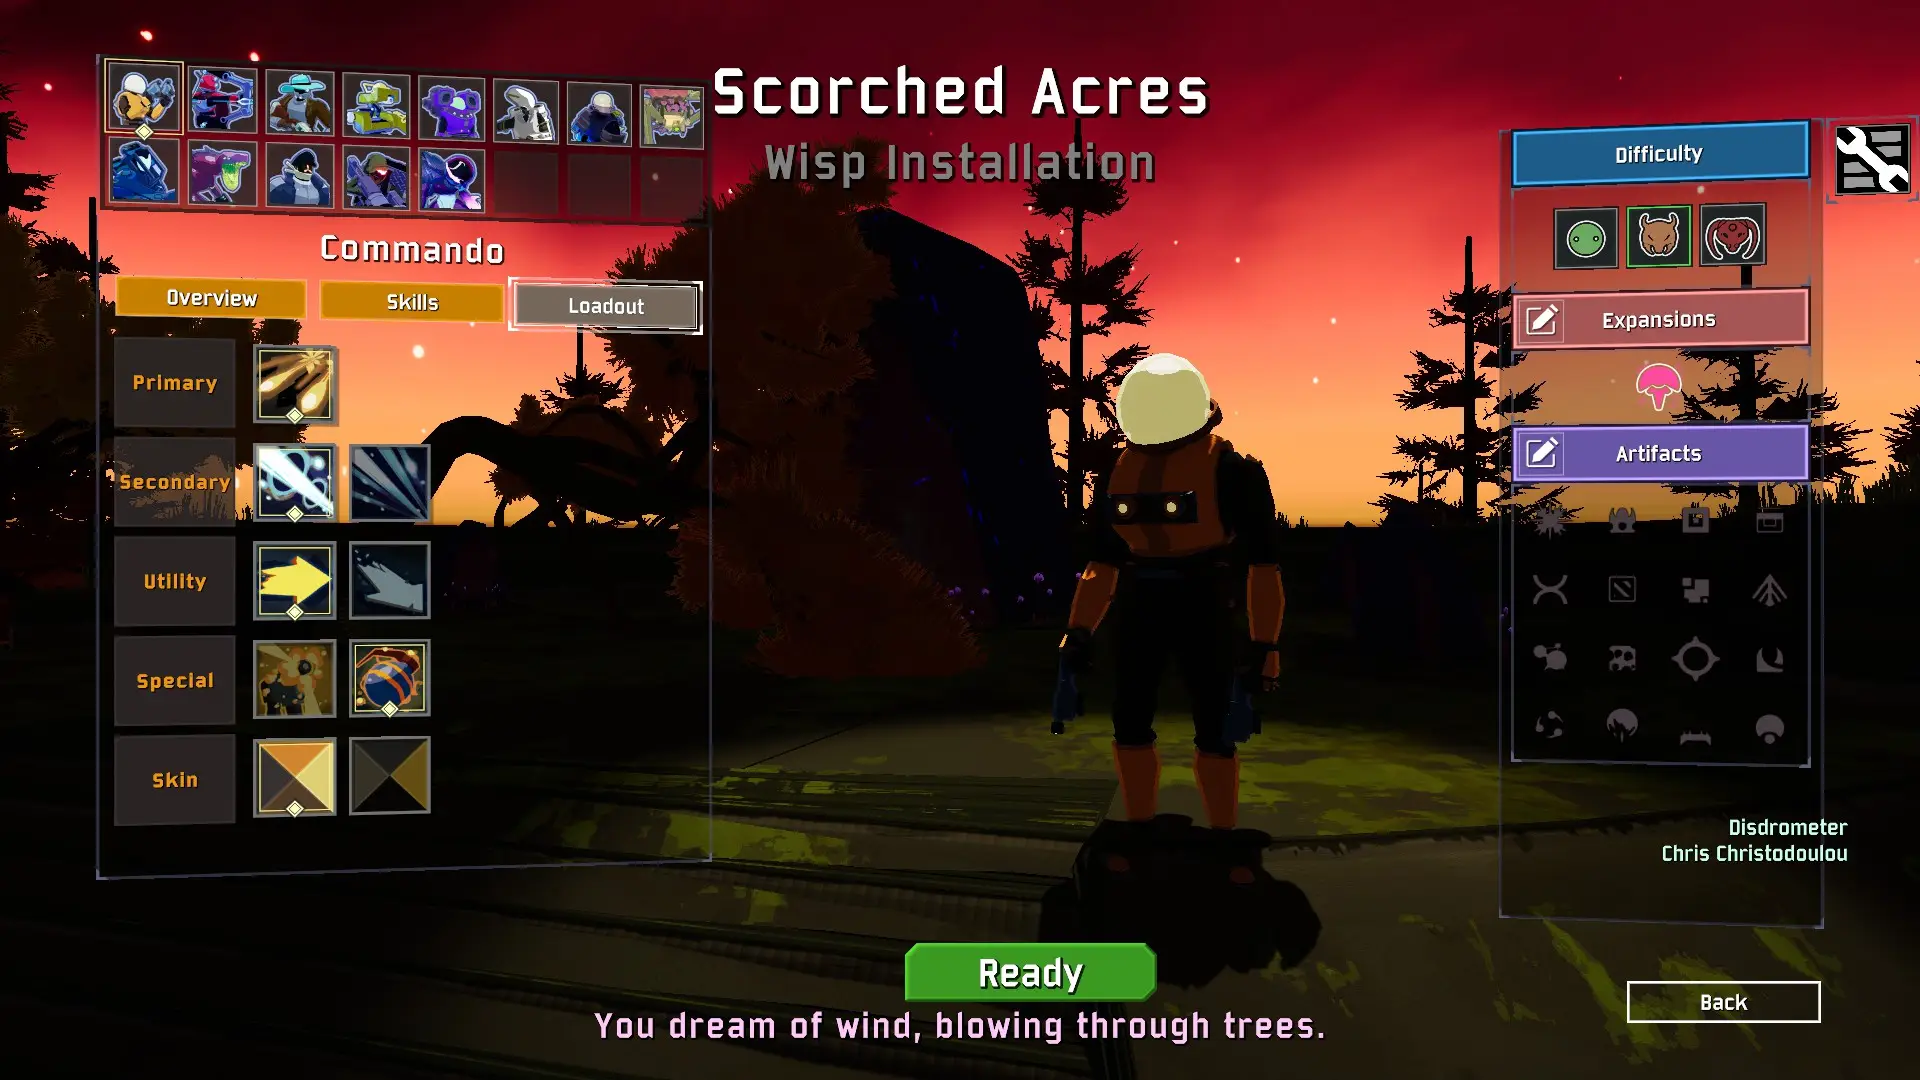 Scorched Acres
Wisp Installation
Commando
Overview
Skills
Loadout
Primary
Secondary
Utility
Special
Skin
Difficulty
Expansions
Artifacts
Disdrometer
Chris Christodoulou
Ready
You dream of wind, blowing through trees.
Back